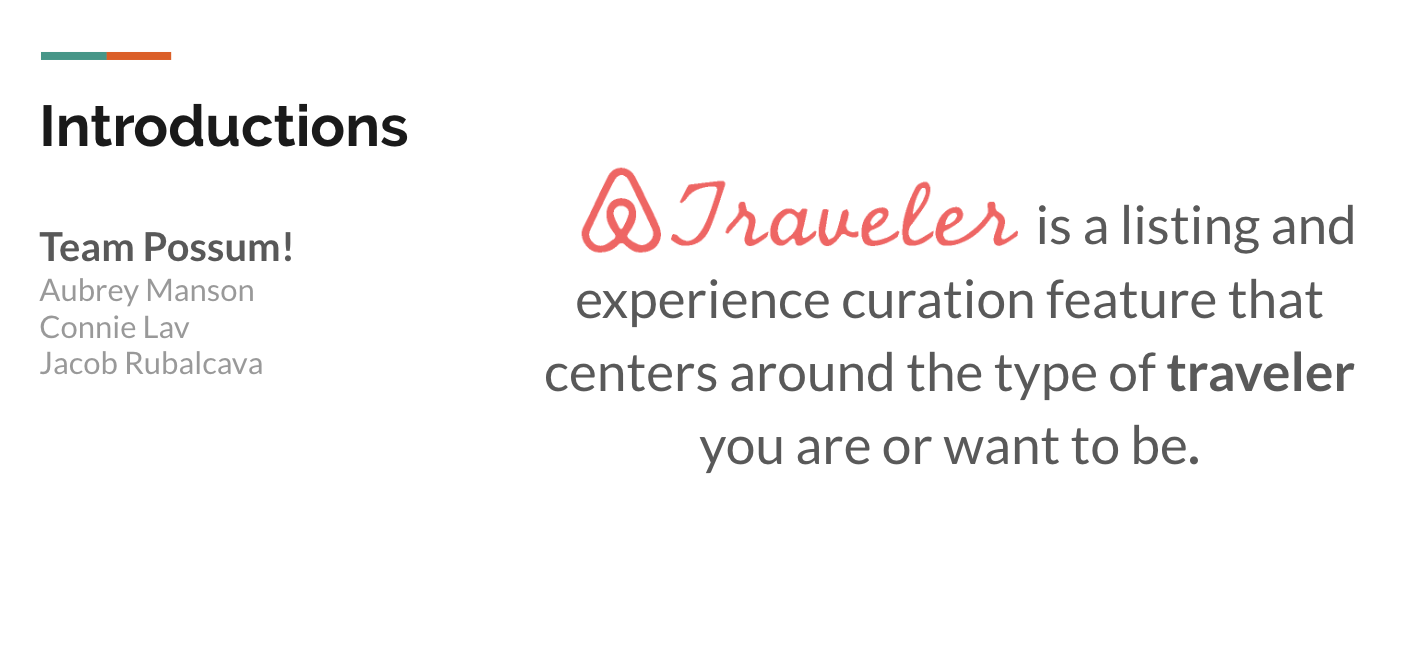 Introductions
Team Possum!
Aubrey Manson
Connie Lav
Jacob Rubalcava
Traveler is a listing and
experience curation feature that
centers around the type of traveler
you are or want to be.